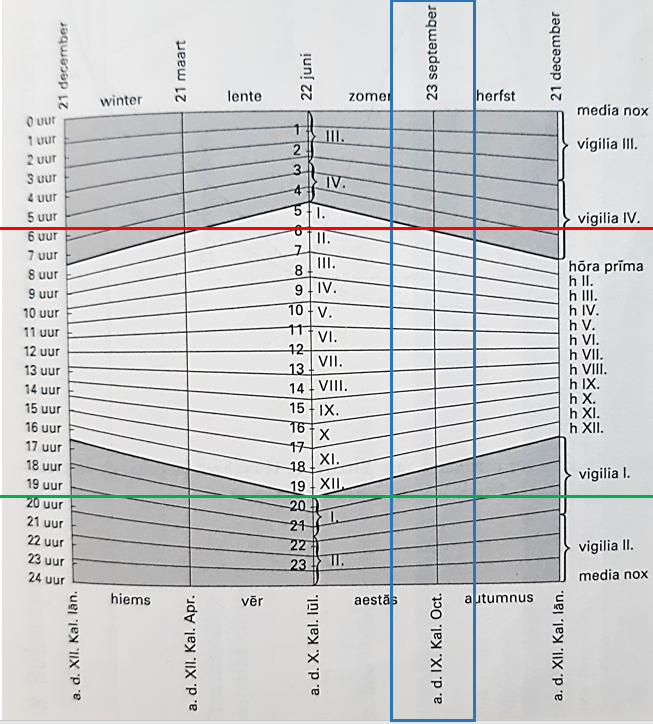 21 december
21 maart
22 juni
23 september
21 december
winter
lente
zomer
herfst
0 uur
1 uur
2 uur
3 uur
4 uur
5 uur
6 uur
7 uur
8 uur
9 uur
10 uur
11 uur
12 uur
13 uur
14 uur
15 uur
16 uur
17 uur
18 uur
19 uur
20 uur
21 uur
22 uur
23 uur
24 uur
1
2
3
4
5
6
7
8
9
10
11
12
13
14
15
16
17
18
19
20
21
22
23
III.
IV.
I.
II.
III.
IV.
V.
VI.
VII.
VIII.
IX.
X
XI.
XII.
I.
II.
media nox
vigilia III.
vigilia IV.
hōra prīma
h II.
h III.
h IV.
h V.
h VI.
h VII.
h VIII.
h IX.
h X.
h XI.
h XII.
vigilia I.
vigilia II.
media nox
hiems
vēr
aestās
autumnus
a. d. XII. Kal. Iān.
a. d. XII. Kal. Apr.
a. d. X. Kal. Iūl.
a. d. IX. Kal. Oct.
a. d. XII. Kal. Iān.